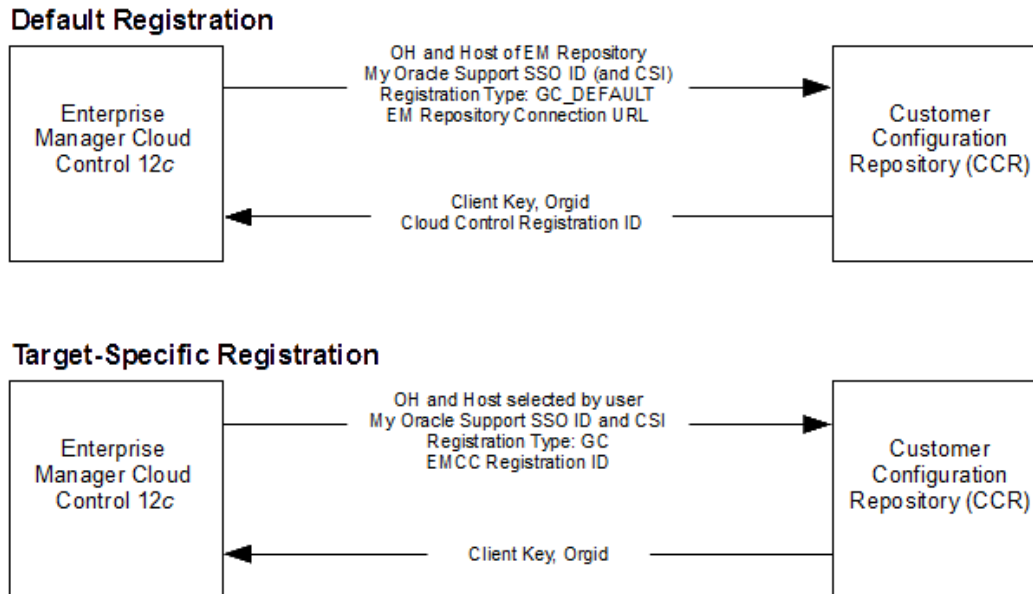 Default Registration
Enterprise
Manager Cloud
Control 12c
OH and Host of EM Repository
My Oracle Support SSO ID (and CSI)
Registration Type: GC_DEFAULT
EM Repository Connection URL
Client Key, Orgid
Cloud Control Registration ID
Customer
Configuration
Repository (CCR)
Target-Specific Registration
Enterprise
Manager Cloud
Control 12c
OH and Host selected by user
My Oracle Support SSO ID and CSI
Registration Type: GC
EMCC Registration ID
Client Key, Orgid
Customer
Configuration
Repository (CCR)